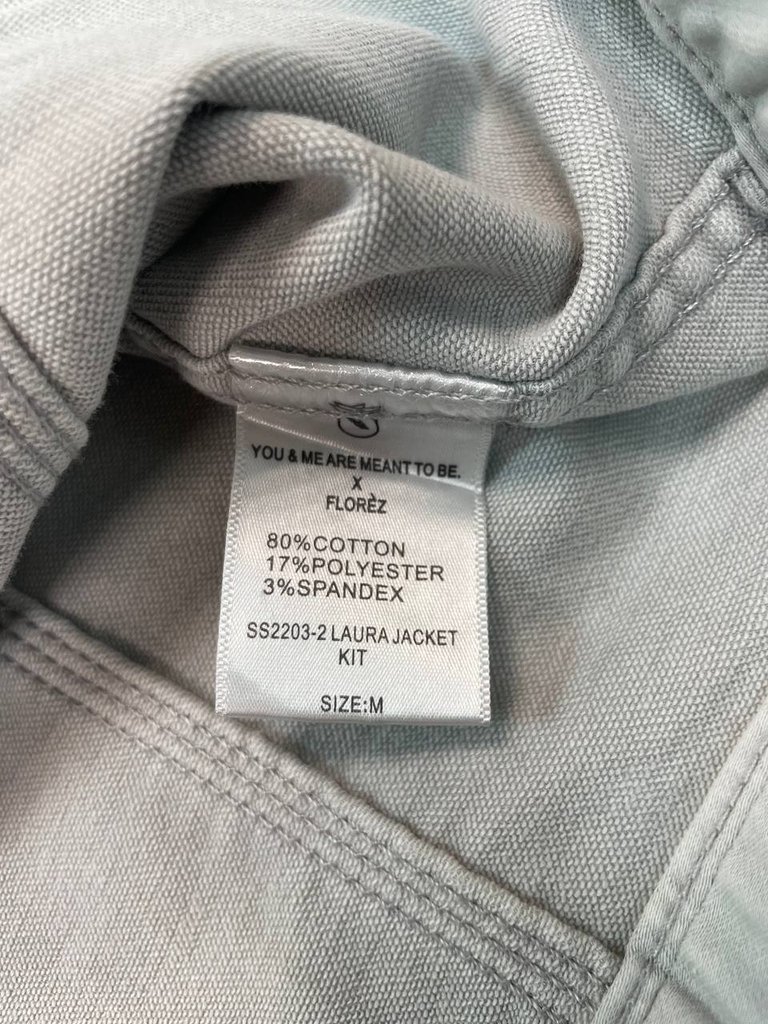 YOU & ME ARE MEANT TO BE.
X
FLORÈZ
80%COTTON
17%POLYESTER
3%SPANDEX
SS2203-2 LAURA JACKET
KIT
SIZE:M